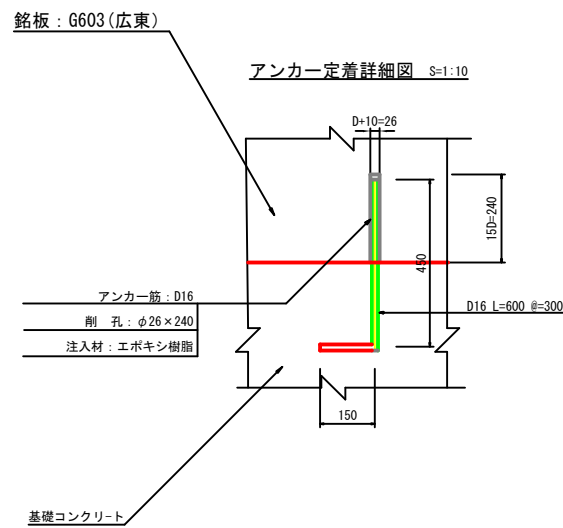 銘板：G603(広東)
アンカー定着詳細図 S=1:10
D+10=26
15D=240
450
アンカー筋：D16
削 孔：φ26×240
注入材：エポキシ樹脂
D16 L=600 @=300
150
基礎コンクリート